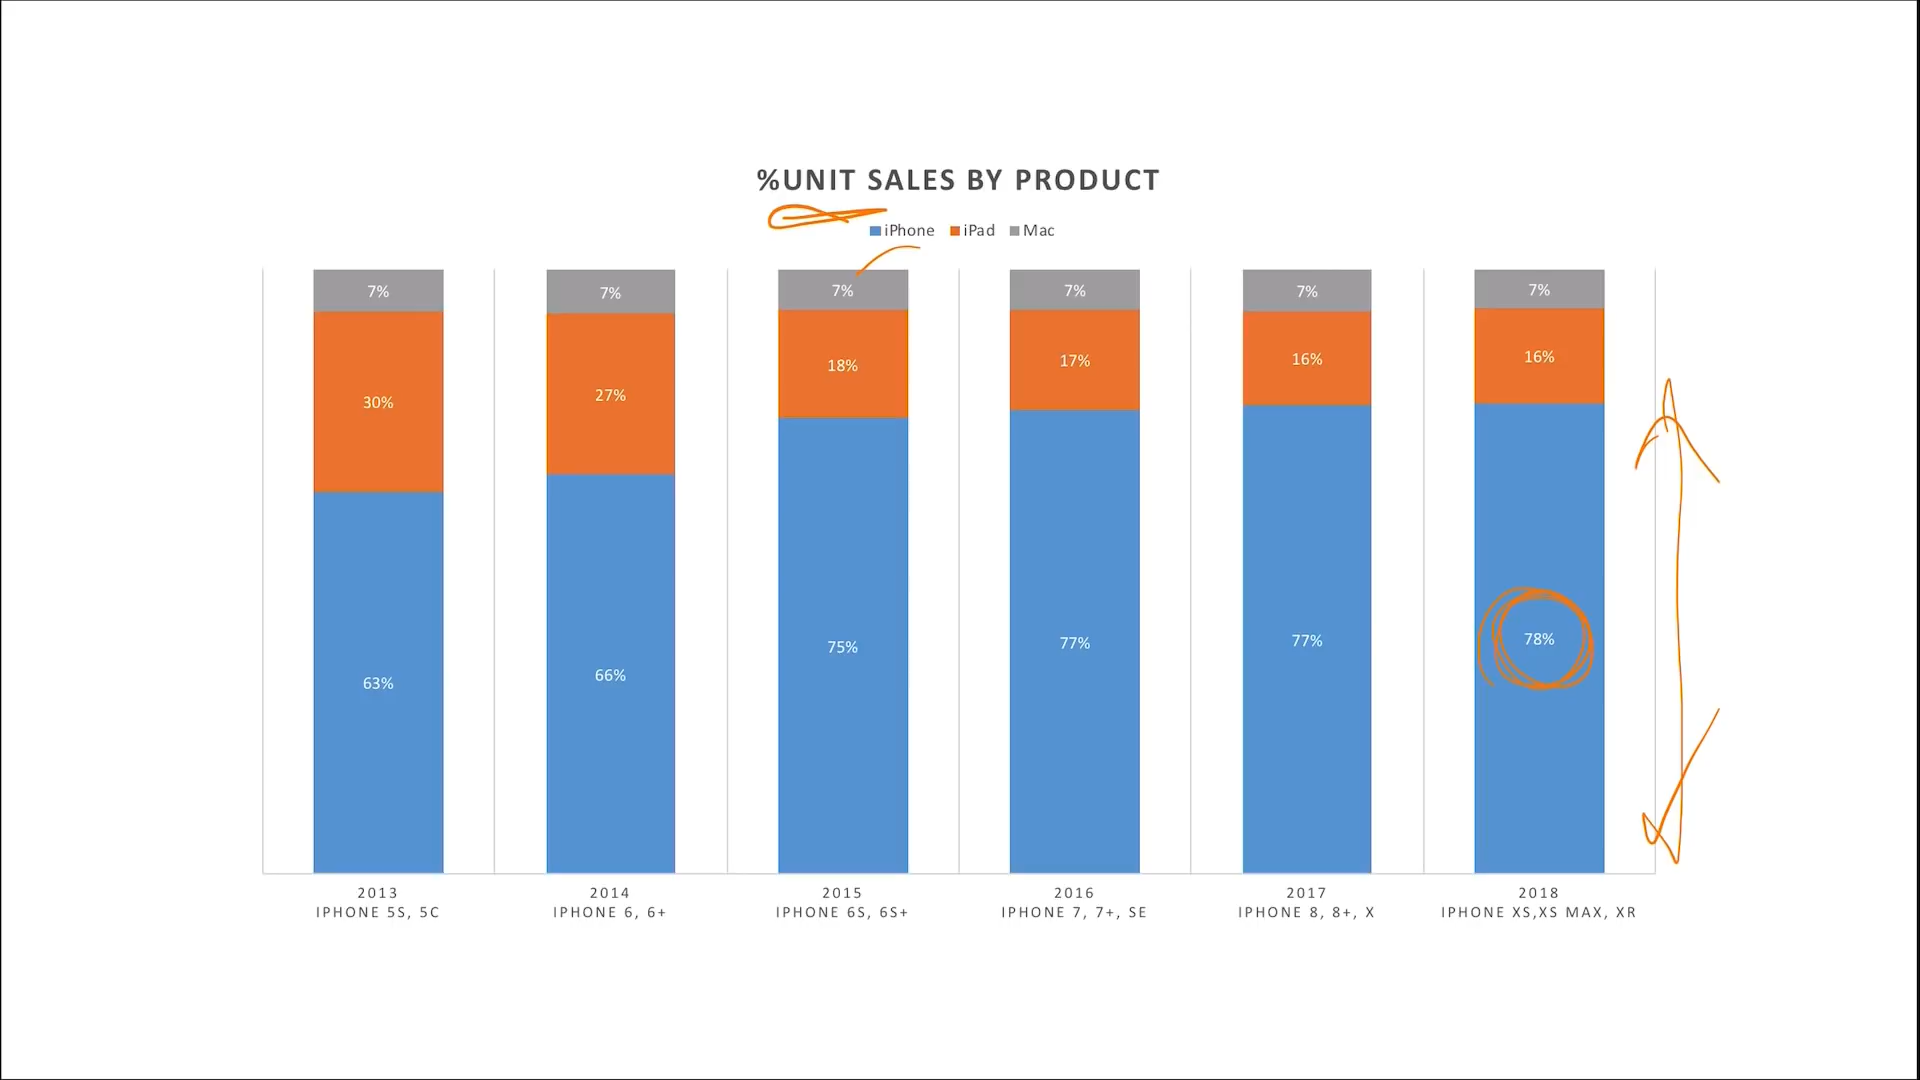 %UNIT SALES BY PRODUCT
iPhone iPad Mac
7% 7% 7% 7% 7% 7%
30% 27% 18% 17% 16% 16%
63% 66% 75% 77% 77% 78%
2013 2014 2015 2016 2017 2018
IPHONE 5S, 5C IPHONE 6, 6+ IPHONE 6S, 6S+ IPHONE 7, 7+, SE IPHONE 8, 8+, X IPHONE XS,XS MAX, XR